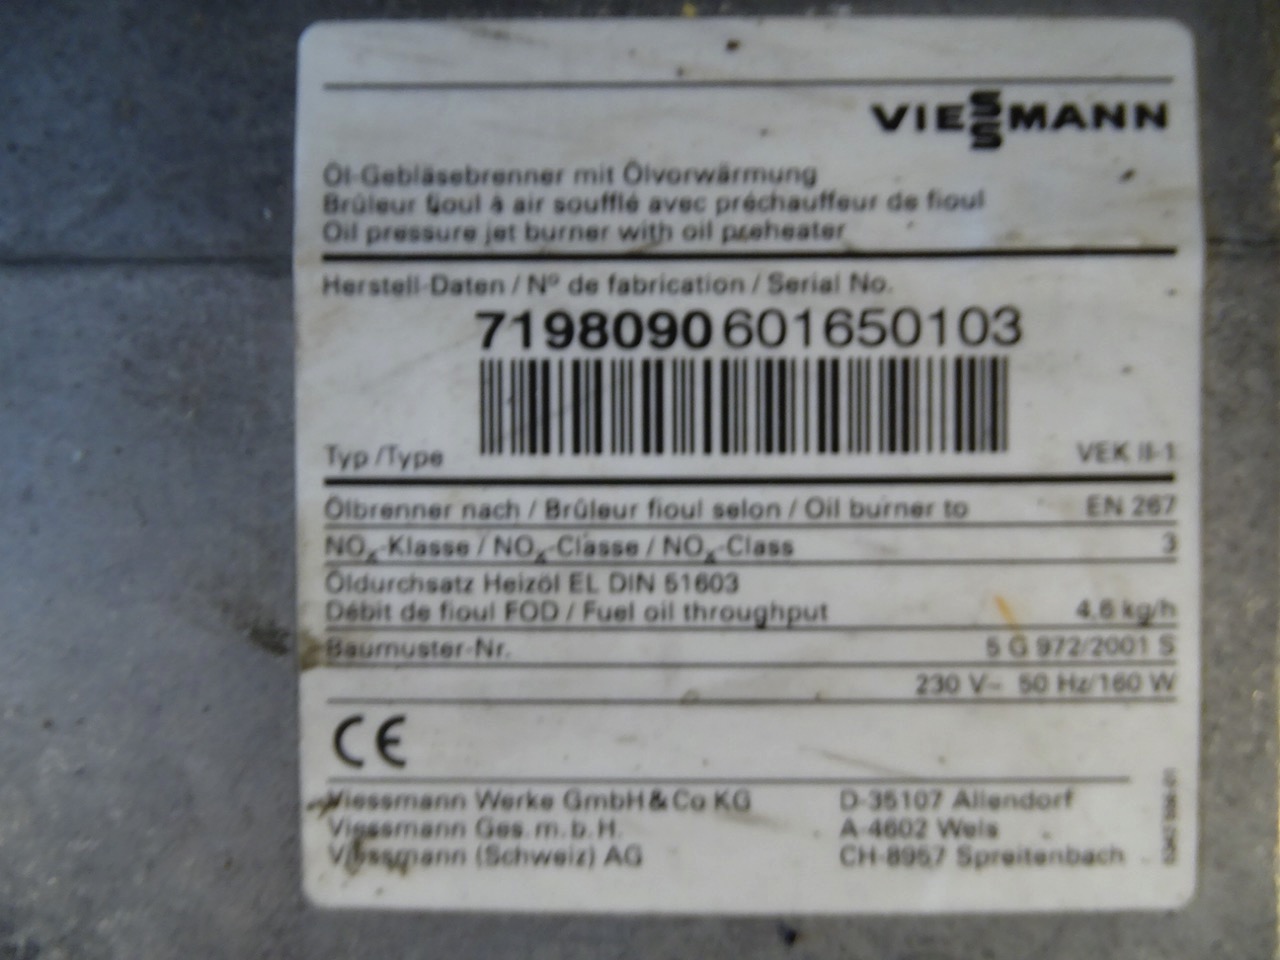 VIESSMANN
Öl-Gebläsebrenner mit Ölvorwärmung
Brûleur fioul à air soufflé avec préchauffeur de fioul
Oil pressure jet burner with oil preheater
Herstell-Daten / Nº de fabrication / Serial No.
7198090601650103
Typ /Type VEK II-1
Ölbrenner nach / Brûleur fioul selon / Oil burner to EN 267
NOx-Klasse / NOx-Classe / NOx-Class 3
Öldurchsatz Heizöl EL DIN 51603
Débit de fioul FOD / Fuel oil throughput 4.6 kg/h
Baumuster-Nr. 5 G 972/2001 S
230 V~ 50 Hz/160 W
CE
Viessmann Werke GmbH & Co KG D-35107 Allendorf
Viessmann Ges. m. b. H. A-4602 Wels
Viessmann (Schweiz) AG CH-8957 Spreitenbach